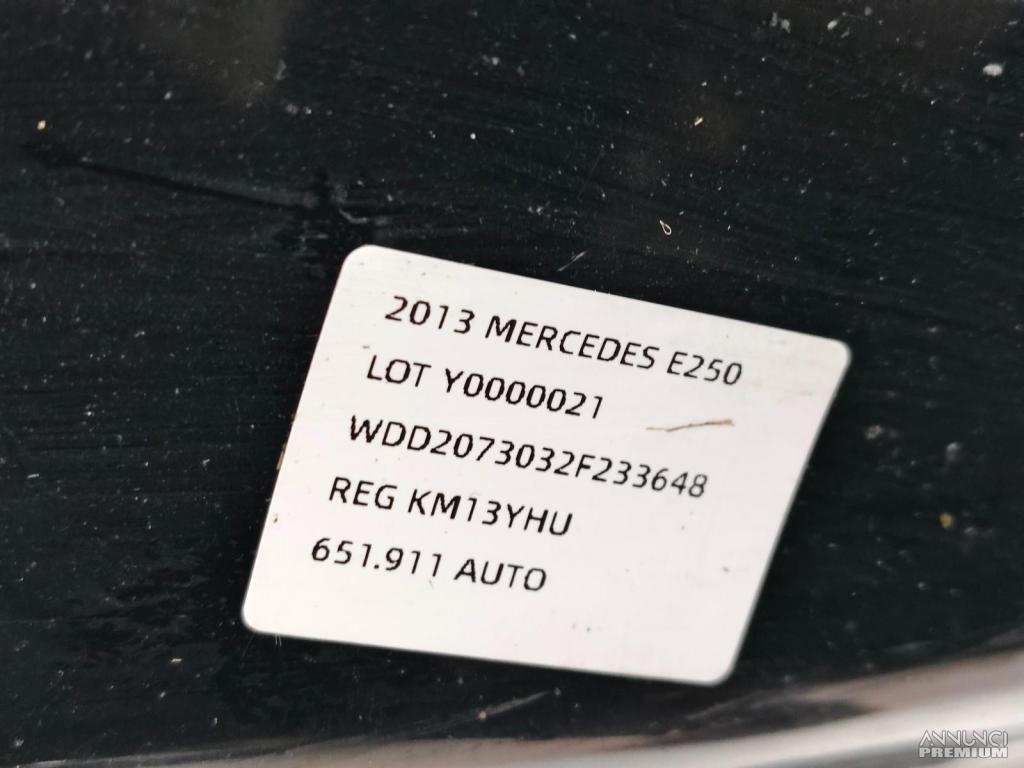 2013 MERCEDES E250
LOT Y0000021
WDD2073032F233648
REG KM13YHU
651.911 AUTO
ANNUNCI
PREMIUM